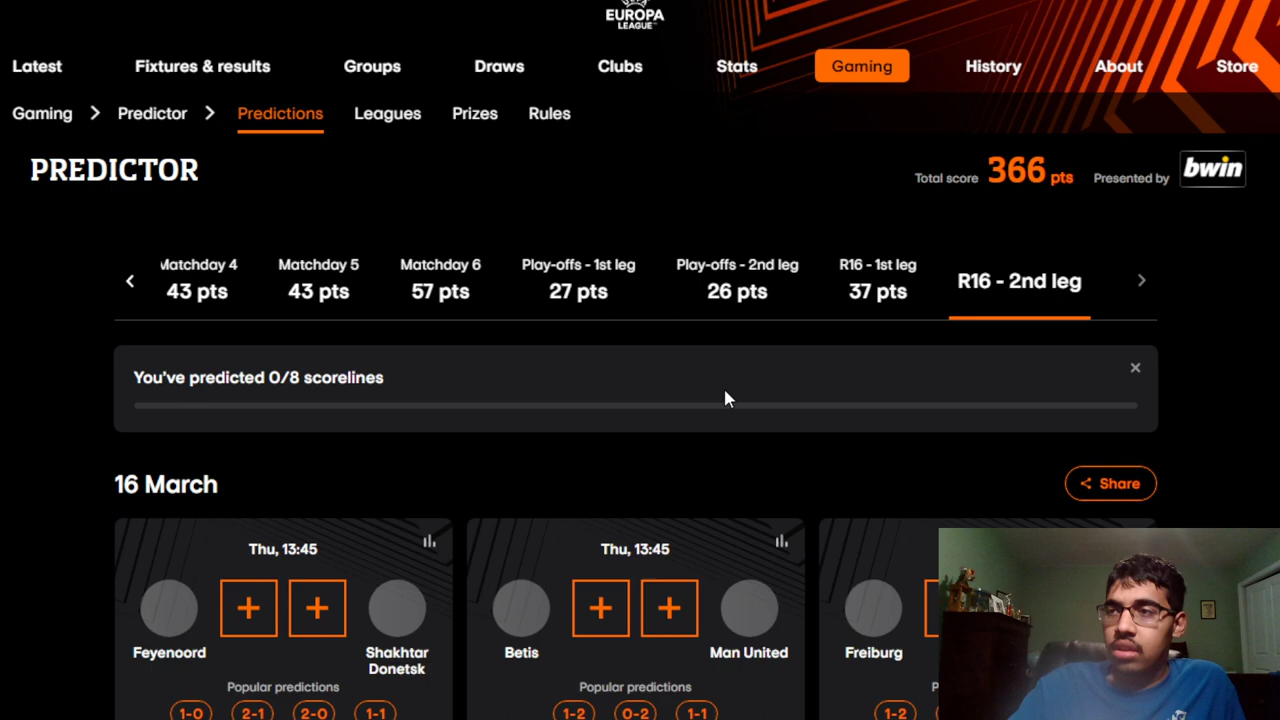 EUROPA
LEAGUE
Latest Fixtures & results Groups Draws Clubs Stats Gaming History About Store
Gaming Predictor Predictions Leagues Prizes Rules
PREDICTOR
Total score 366 pts Presented by bwin
Matchday 4 Matchday 5 Matchday 6 Play-offs - 1st leg Play-offs - 2nd leg R16 - 1st leg R16 - 2nd leg
43 pts 43 pts 57 pts 27 pts 26 pts 37 pts
You've predicted 0/8 scorelines
16 March Share
Thu, 13:45 Thu, 13:45
Feyenoord Shakhtar Betis Man United Freiburg
Donetsk
Popular predictions Popular predictions P
1-0 2-1 2-0 1-1 1-2 0-2 1-1 1-2